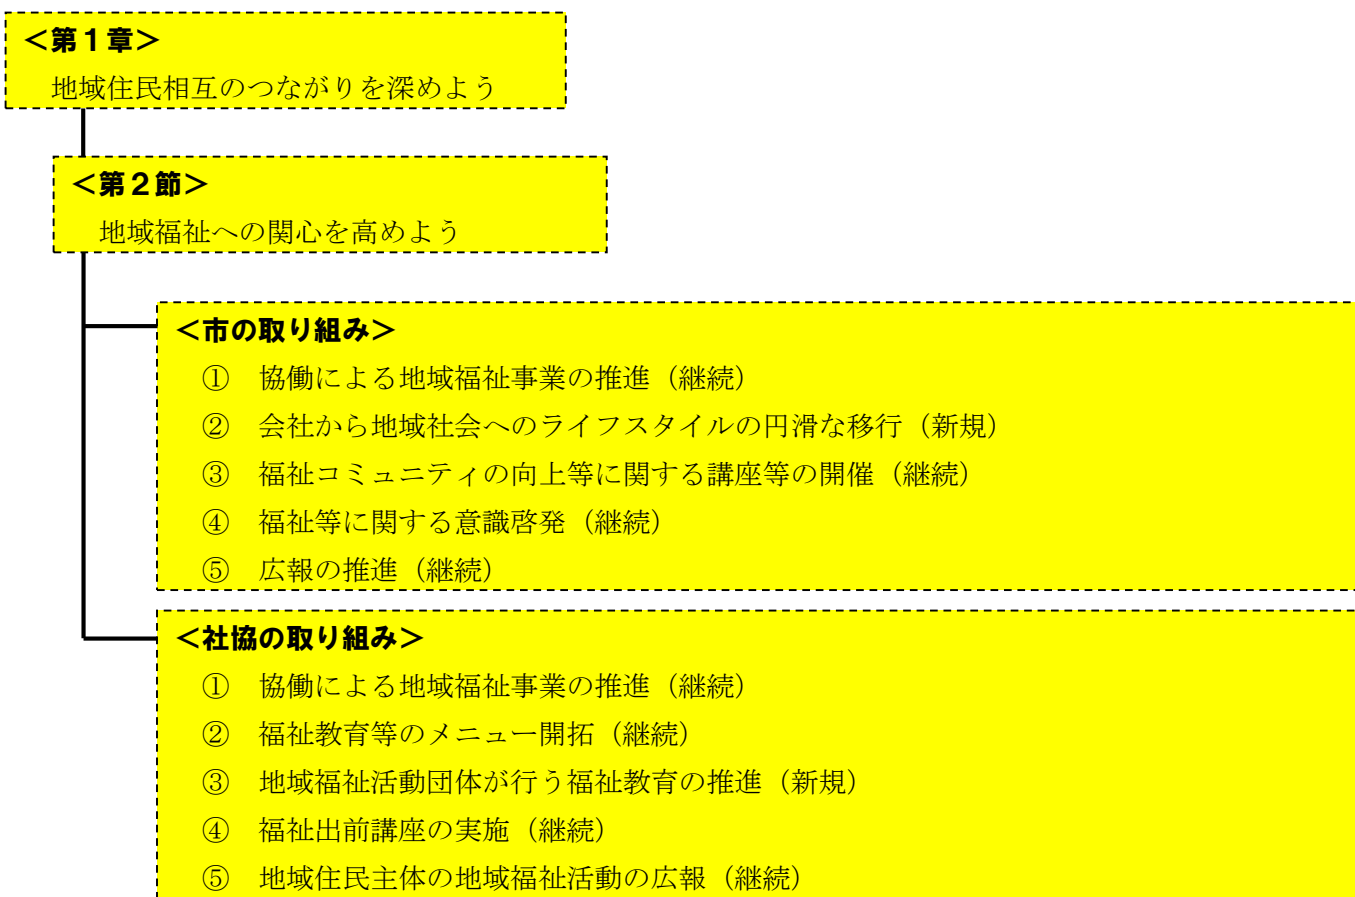 ＜第１章＞
地域住民相互のつながりを深めよう
＜第２節＞
地域福祉への関心を高めよう
＜市の取り組み＞
① 協働による地域福祉事業の推進（継続）
② 会社から地域社会へのライフスタイルの円滑な移行（新規）
③ 福祉コミュニティの向上等に関する講座等の開催（継続）
④ 福祉等に関する意識啓発（継続）
⑤ 広報の推進（継続）
＜社協の取り組み＞
① 協働による地域福祉事業の推進（継続）
② 福祉教育等のメニュー開拓（継続）
③ 地域福祉活動団体が行う福祉教育の推進（新規）
④ 福祉出前講座の実施（継続）
⑤ 地域住民主体の地域福祉活動の広報（継続）